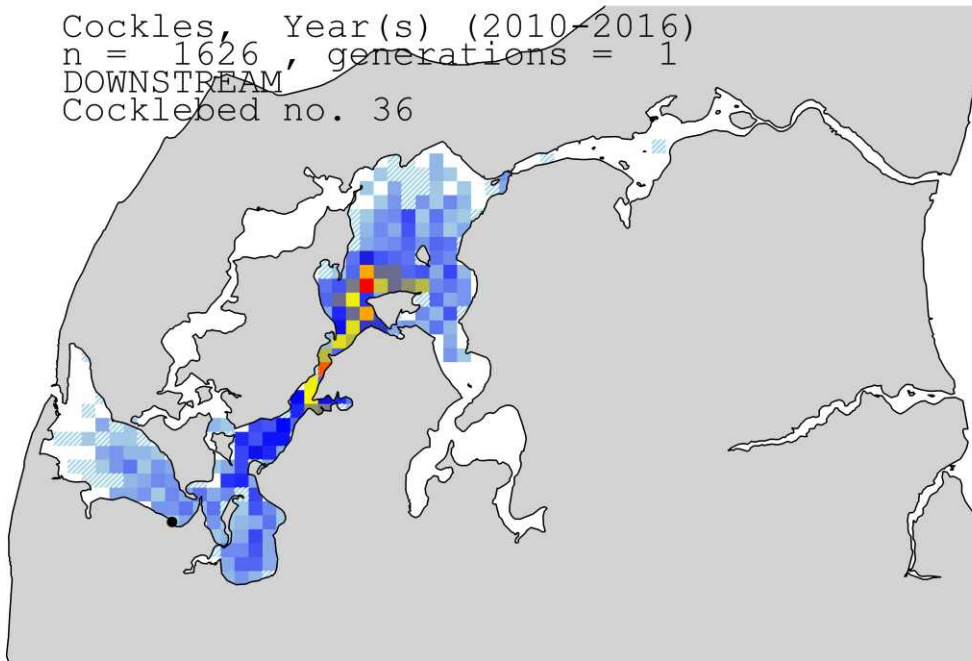 Cockles, Year(s) (2010-2016)
n = 1626 , generations = 1
DOWNSTREAM
Cocklebed no. 36